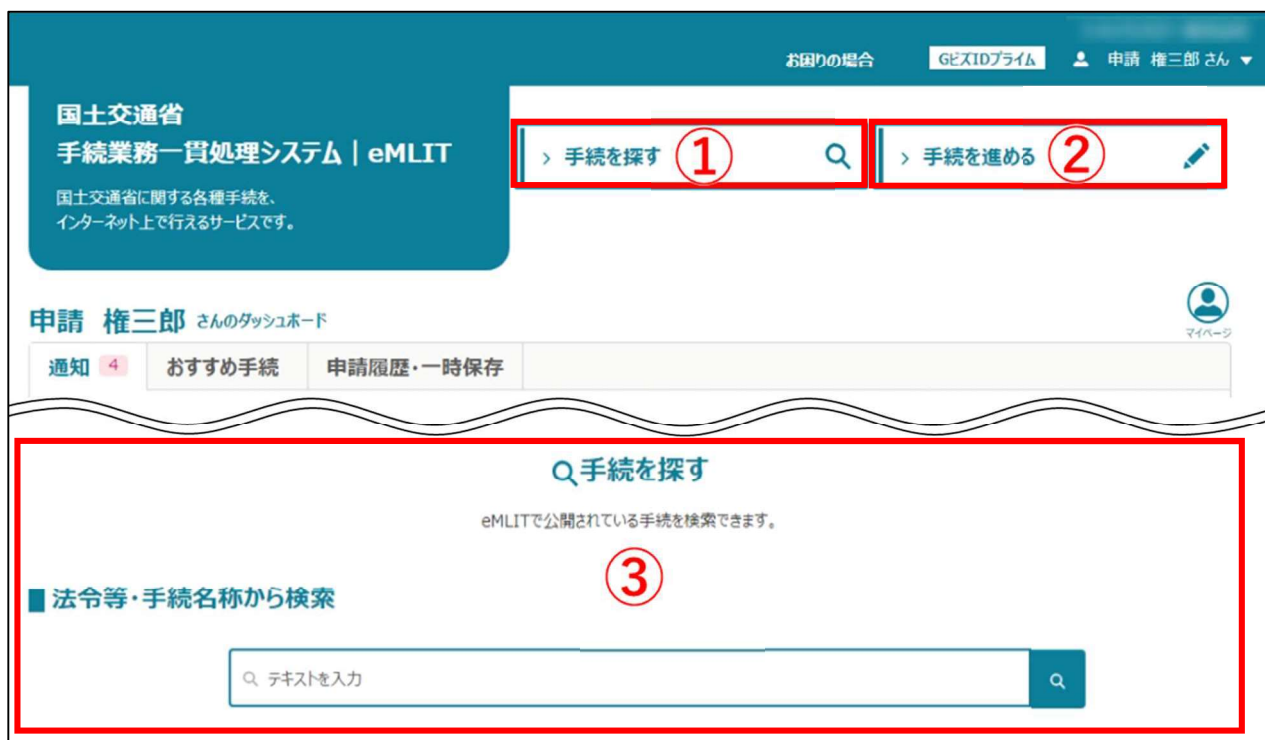 お困りの場合 GビズIDプライム 申請 権三郎 さん ▼
国土交通省
手続業務一貫処理システム | eMLIT
国土交通省に関する各種手続を、
インターネット上で行えるサービスです。
> 手続を探す ①
> 手続を進める ②
申請 権三郎 さんのダッシュボード
マイページ
通知 4 おすすめ手続 申請履歴・一時保存
手続を探す
eMLITで公開されている手続を検索できます。
③
■ 法令等・手続名称から検索
テキストを入力